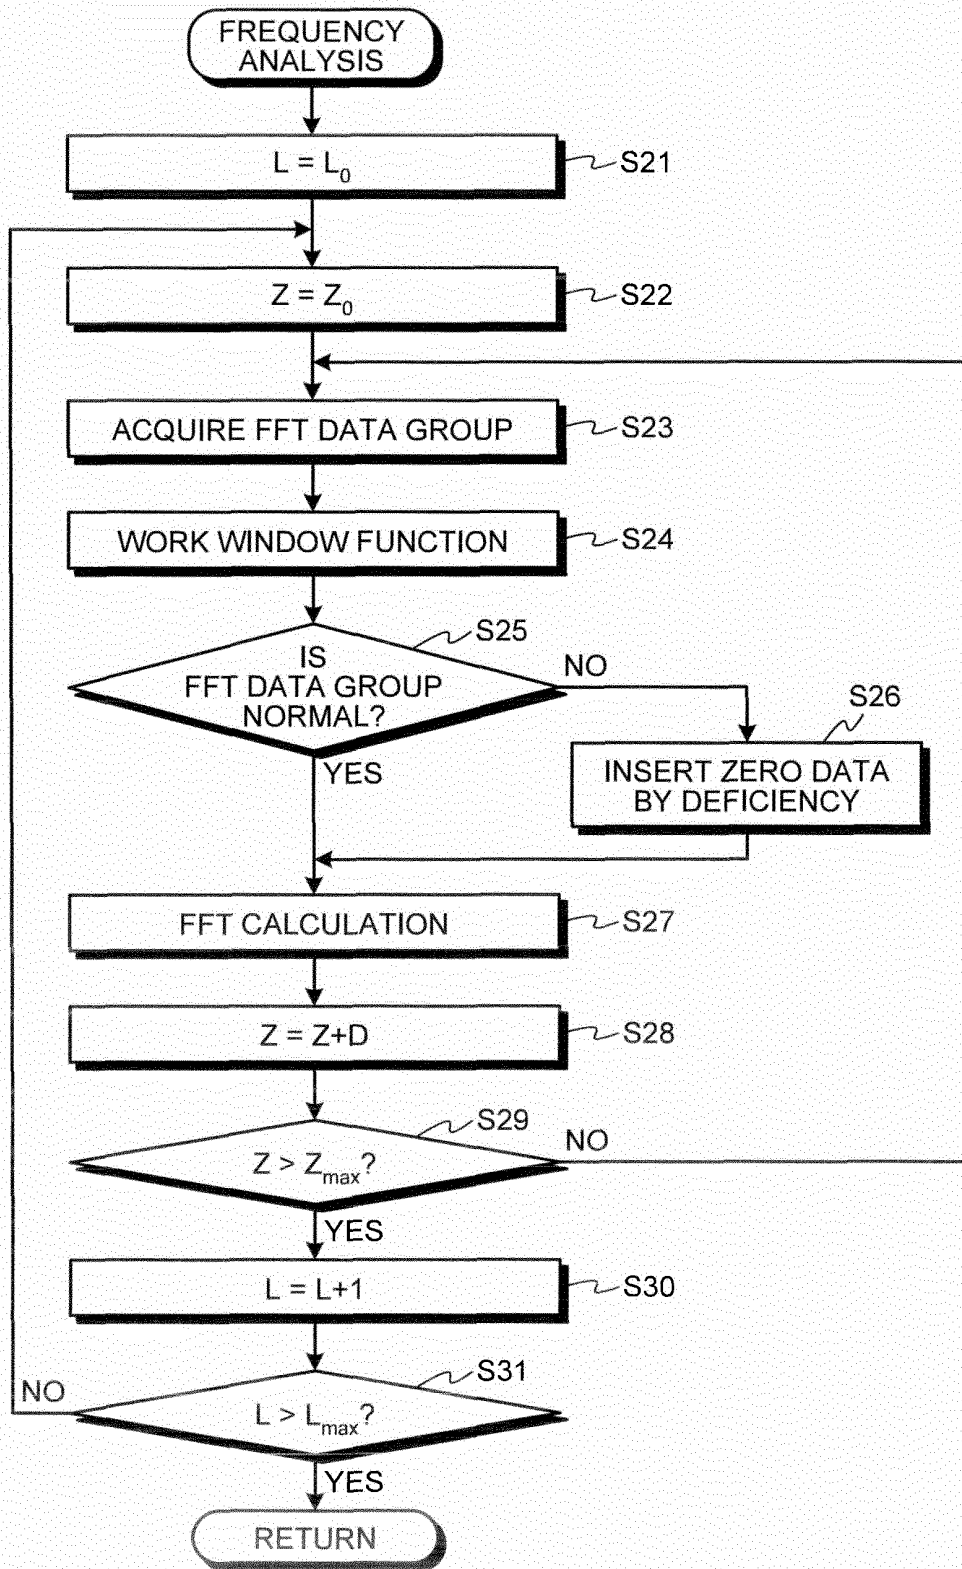 FREQUENCY
ANALYSIS
L = L0
S21
Z = Z0
S22
ACQUIRE FFT DATA GROUP
S23
WORK WINDOW FUNCTION
S24
S25
IS
FFT DATA GROUP
NORMAL?
NO
YES
S26
INSERT ZERO DATA
BY DEFICIENCY
FFT CALCULATION
S27
Z = Z+D
S28
S29
Z > Zmax?
NO
YES
L = L+1
S30
S31
L > Lmax?
NO
YES
RETURN